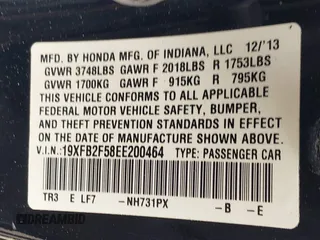 MFD. BY HONDA MFG. OF INDIANA, LLC 12/'13
GVWR 3748LBS GAWR F 2018LBS R 1753LBS
GVWR 1700KG GAWR F 915KG R 795KG
THIS VEHICLE CONFORMS TO ALL APPLICABLE
FEDERAL MOTOR VEHICLE SAFETY, BUMPER,
AND THEFT PREVENTION STANDARDS IN EFFECT
ON THE DATE OF MANUFACTURE SHOWN ABOVE.
V.I.N.: 19XFB2F58EE200464 TYPE: PASSENGER CAR
TR3 E LF7 -NH731PX -B -E
© DREAMBID